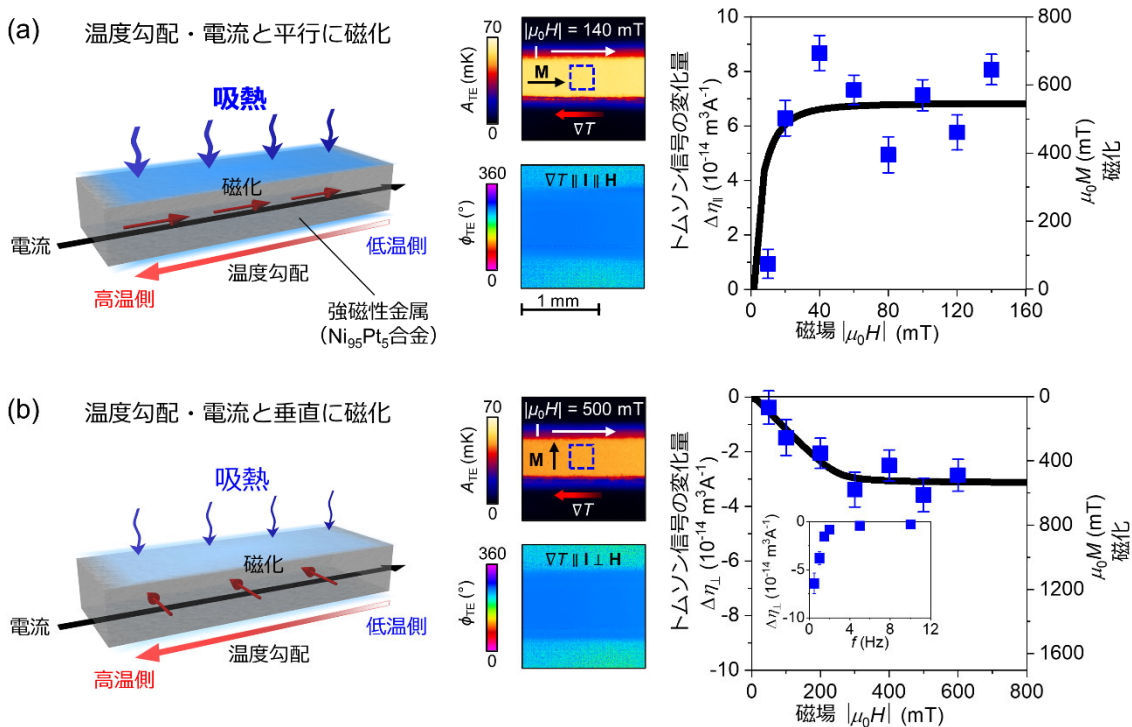 (a)
温度勾配・電流と平行に磁化
吸熱
磁化
電流
低温側
温度勾配
高温側
強磁性金属
（Ni₉₅Pt₅合金）
70
A_TE (mK)
0
|μ₀H| = 140 mT
I
M
∇T
360
ϕ_TE (°)
0
∇T ∥ I ∥ H
1 mm
トムソン信号の変化量
Δη∥ (10⁻¹⁴ m³A⁻¹)
10
8
6
4
2
0
0
40
80
120
160
磁場 |μ₀H| (mT)
800
600
400
200
0
μ₀M (mT)
磁化
(b)
温度勾配・電流と垂直に磁化
吸熱
磁化
電流
低温側
温度勾配
高温側
70
A_TE (mK)
0
|μ₀H| = 500 mT
I
M
∇T
360
ϕ_TE (°)
0
∇T ∥ I ⊥ H
トムソン信号の変化量
Δη⊥ (10⁻¹⁴ m³A⁻¹)
0
-2
-4
-6
-8
-10
0
200
400
600
800
磁場 |μ₀H| (mT)
0
400
800
1200
1600
μ₀M (mT)
磁化
Δη⊥ (10⁻¹⁴ m³A⁻¹)
0
-5
-10
0
4
8
12
f (Hz)